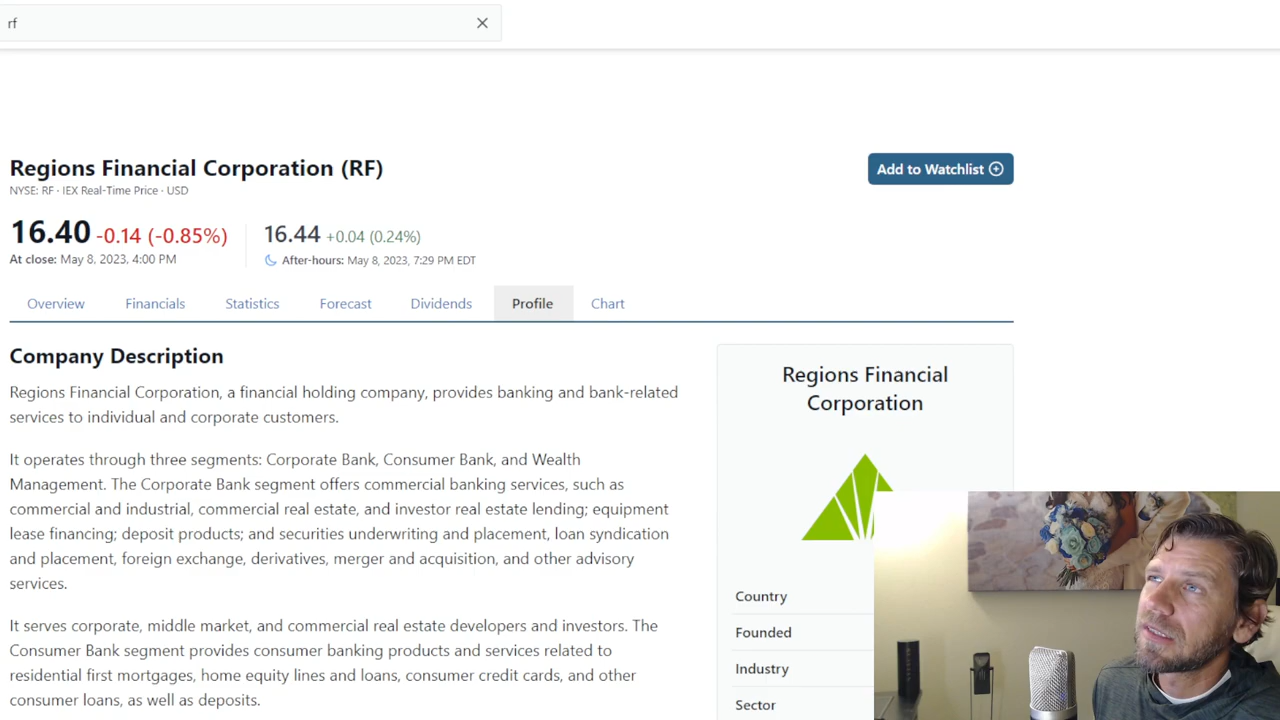 rf
Regions Financial Corporation (RF)
Add to Watchlist
NYSE: RF · IEX Real-Time Price · USD
16.40 -0.14 (-0.85%)
16.44 +0.04 (0.24%)
At close: May 8, 2023, 4:00 PM
After-hours: May 8, 2023, 7:29 PM EDT
Overview Financials Statistics Forecast Dividends Profile Chart
Company Description
Regions Financial Corporation, a financial holding company, provides banking and bank-related
services to individual and corporate customers.
It operates through three segments: Corporate Bank, Consumer Bank, and Wealth
Management. The Corporate Bank segment offers commercial banking services, such as
commercial and industrial, commercial real estate, and investor real estate lending; equipment
lease financing; deposit products; and securities underwriting and placement, loan syndication
and placement, foreign exchange, derivatives, merger and acquisition, and other advisory
services.
It serves corporate, middle market, and commercial real estate developers and investors. The
Consumer Bank segment provides consumer banking products and services related to
residential first mortgages, home equity lines and loans, consumer credit cards, and other
consumer loans, as well as deposits.
Regions Financial
Corporation
Country
Founded
Industry
Sector